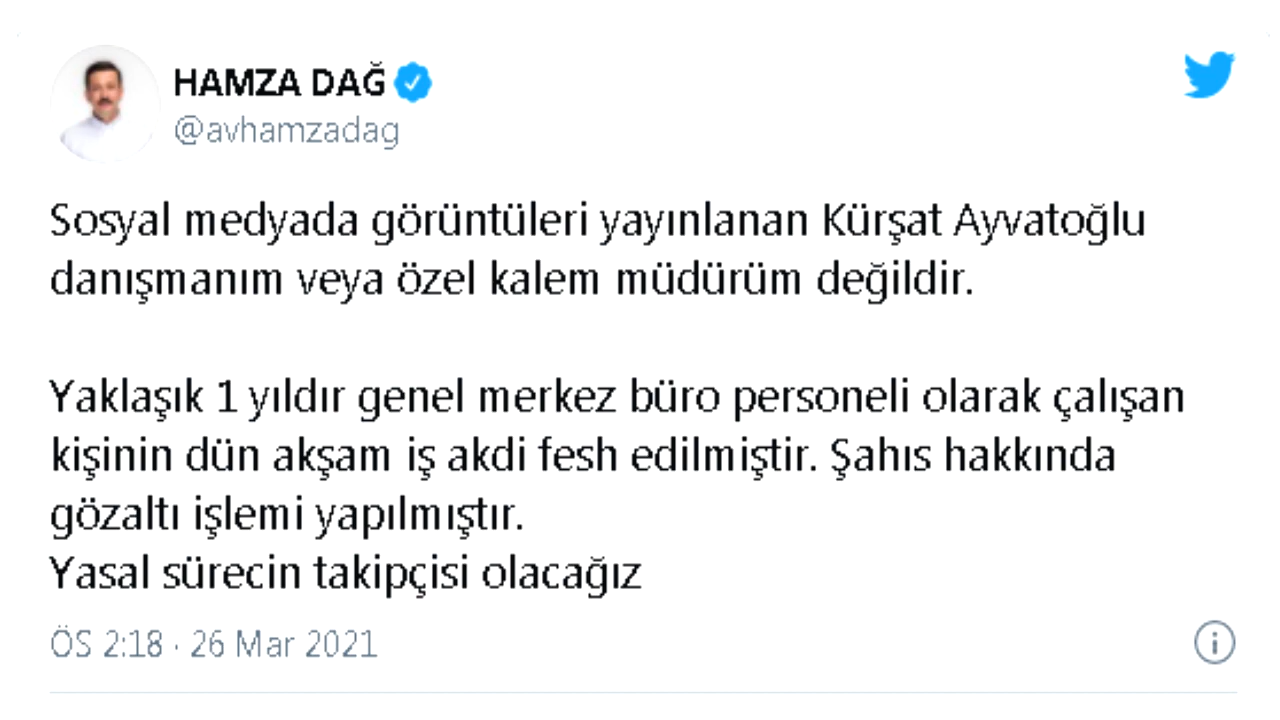 HAMZA DAĞ
@avhamzadag
Sosyal medyada görüntüleri yayınlanan Kürşat Ayvatoğlu
danışmanım veya özel kalem müdürüm değildir.
Yaklaşık 1 yıldır genel merkez büro personeli olarak çalışan
kişinin dün akşam iş akdi fesh edilmiştir. Şahıs hakkında
gözaltı işlemi yapılmıştır.
Yasal sürecin takipçisi olacağız
ÖS 2:18 · 26 Mar 2021